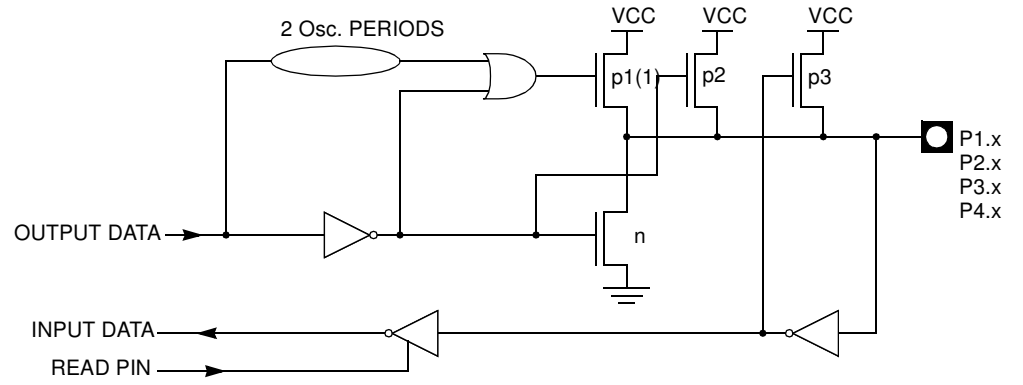 VCC VCC VCC
2 Osc. PERIODS
p1(1) p2 p3
P1.x
P2.x
P3.x
P4.x
OUTPUT DATA
n
INPUT DATA
READ PIN